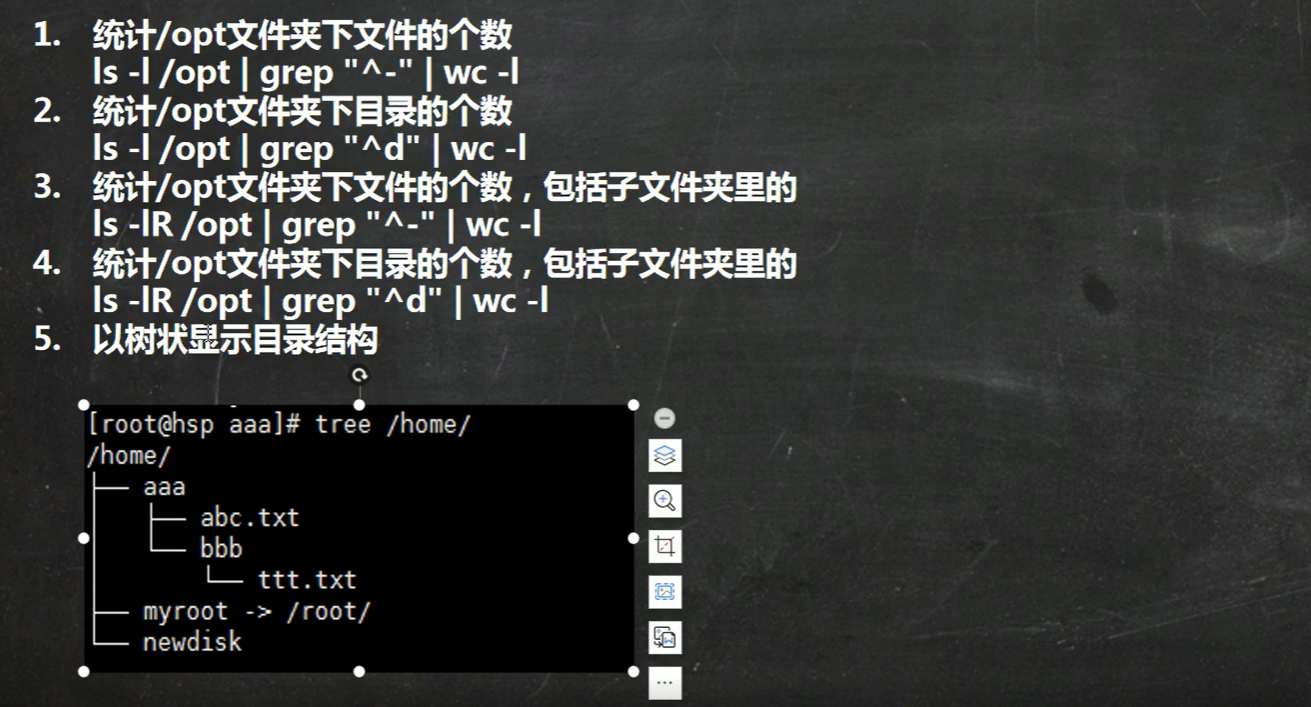 1. 统计/opt文件夹下文件的个数
ls -l /opt | grep "^-" | wc -l
2. 统计/opt文件夹下目录的个数
ls -l /opt | grep "^d" | wc -l
3. 统计/opt文件夹下文件的个数，包括子文件夹里的
ls -lR /opt | grep "^-" | wc -l
4. 统计/opt文件夹下目录的个数，包括子文件夹里的
ls -lR /opt | grep "^d" | wc -l
5. 以树状显示目录结构
[root@hsp aaa]# tree /home/
/home/
├── aaa
│   ├── abc.txt
│   └── bbb
│       └── ttt.txt
├── myroot -> /root/
└── newdisk